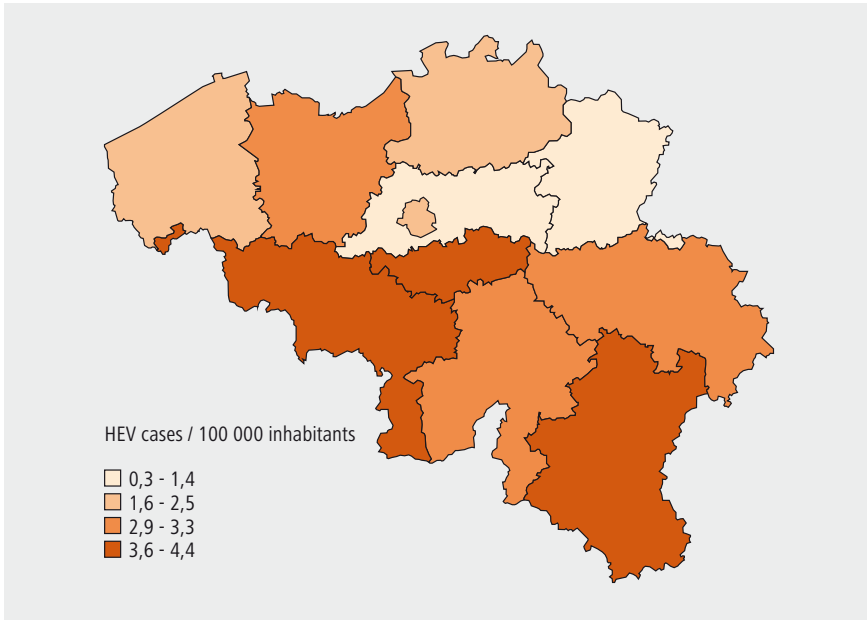 HEV cases / 100 000 inhabitants
0,3 - 1,4
1,6 - 2,5
2,9 - 3,3
3,6 - 4,4